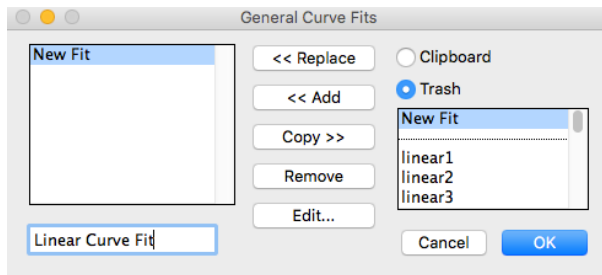 General Curve Fits
New Fit
<< Replace
<< Add
Copy >>
Remove
Edit...
Linear Curve Fit
Clipboard
Trash
New Fit
linear1
linear2
linear3
Cancel
OK